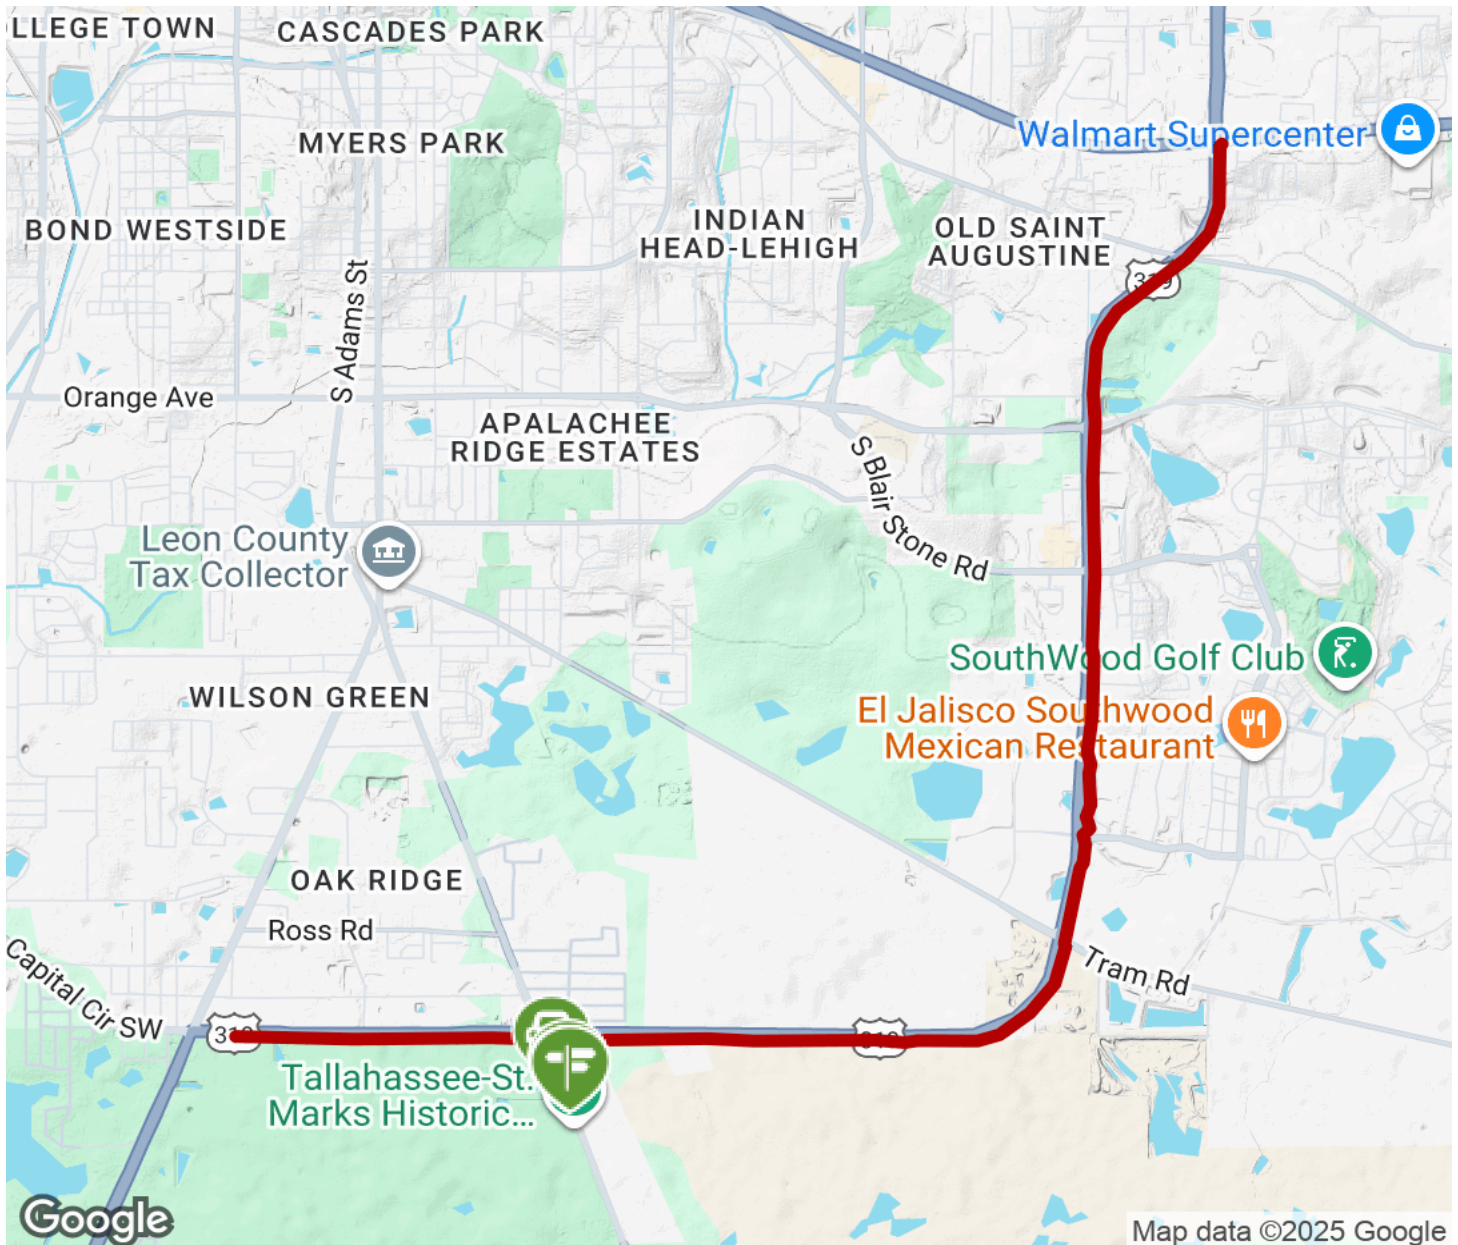 LLEGE TOWN
CASCADES PARK
MYERS PARK
Walmart Supercenter
BOND WESTSIDE
INDIAN
HEAD-LEHIGH
OLD SAINT
AUGUSTINE
319
S Adams St
Orange Ave
APALACHEE
RIDGE ESTATES
S Blair Stone Rd
Leon County
Tax Collector
SouthWood Golf Club
WILSON GREEN
El Jalisco Southwood
Mexican Restaurant
OAK RIDGE
Ross Rd
Capital Cir SW
Tram Rd
319
319
Tallahassee-St.
Marks Historic...
Google
Map data ©2025 Google